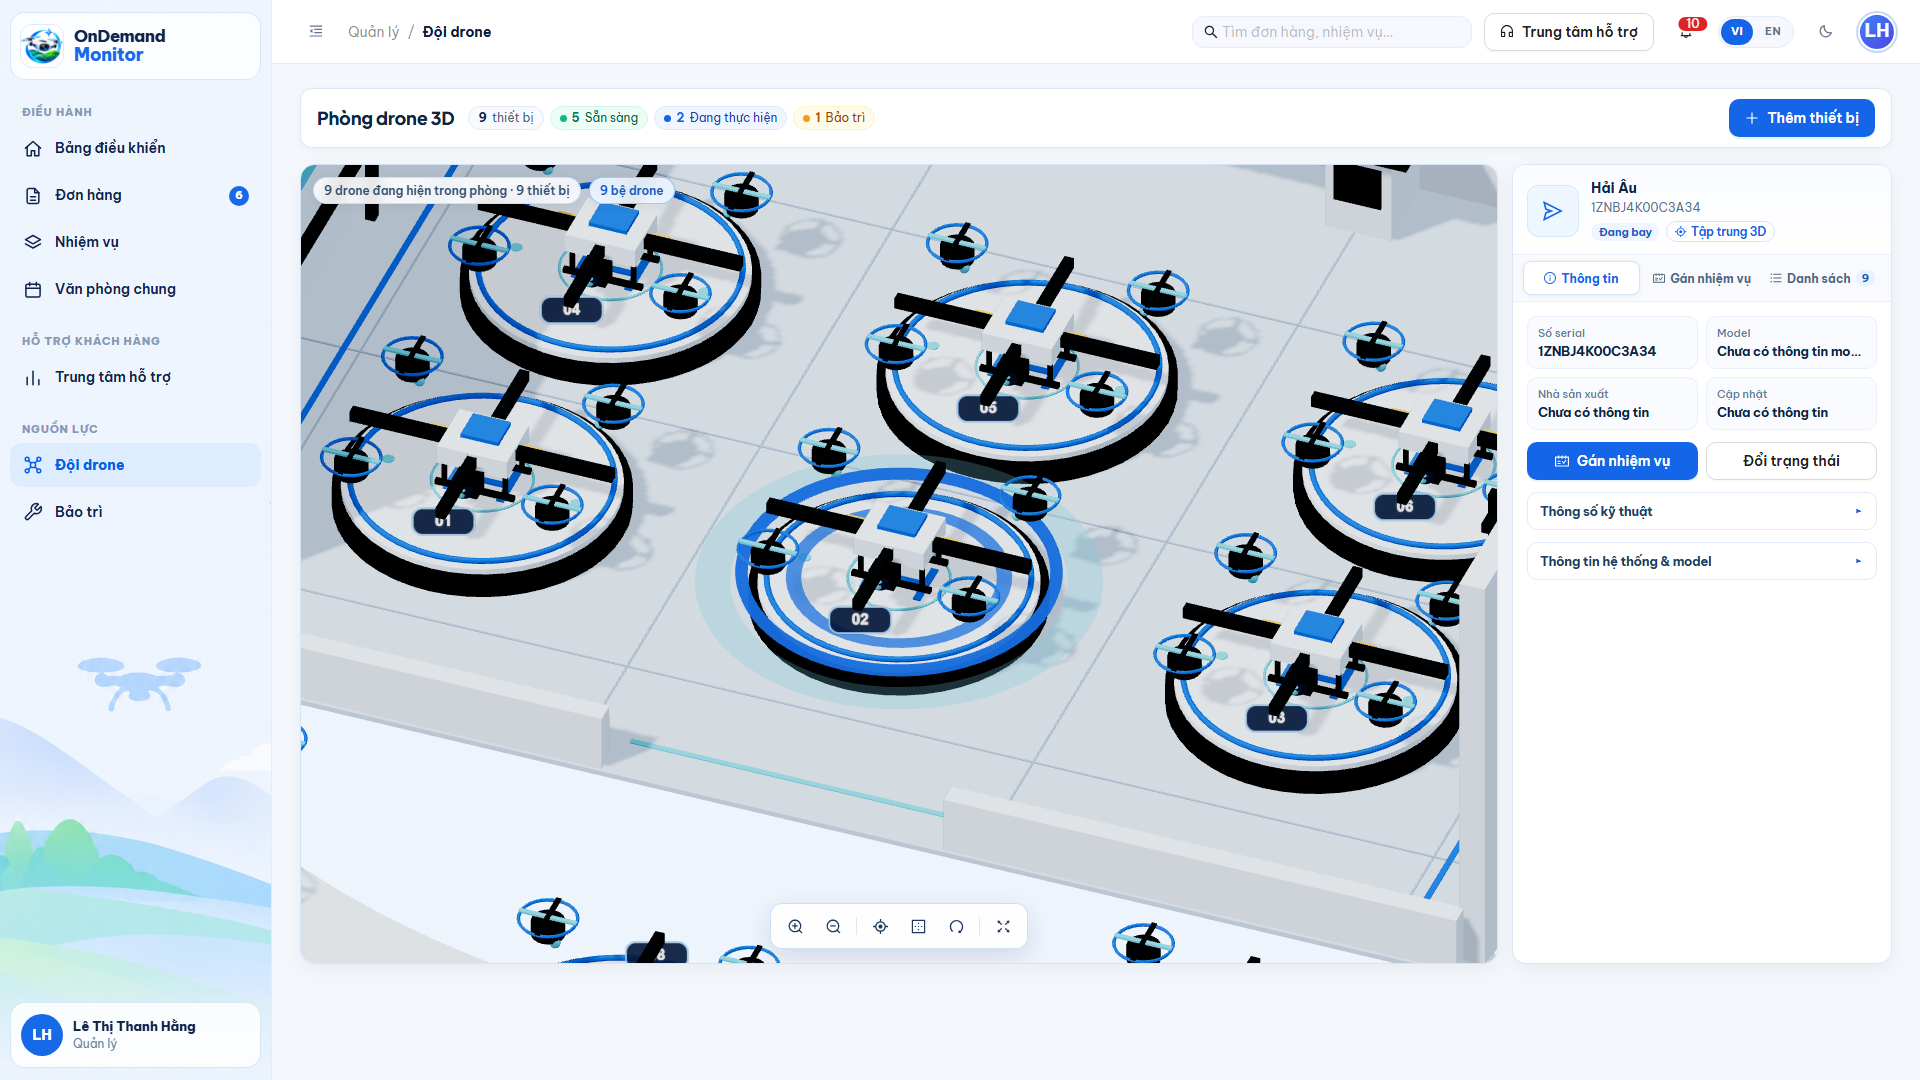 OnDemand
Monitor
ĐIỀU HÀNH
Bảng điều khiển
Đơn hàng
6
Nhiệm vụ
Văn phòng chung
HỖ TRỢ KHÁCH HÀNG
Trung tâm hỗ trợ
NGUỒN LỰC
Đội drone
Bảo trì
LH
Lê Thị Thanh Hằng
Quản lý
Quản lý / Đội drone
Tìm đơn hàng, nhiệm vụ...
Trung tâm hỗ trợ
10
VI
EN
LH
Phòng drone 3D
9 thiết bị
5 Sẵn sàng
2 Đang thực hiện
1 Bảo trì
Thêm thiết bị
9 drone đang hiện trong phòng · 9 thiết bị
9 bệ drone
04
05
01
06
02
03
Hải Âu
1ZNBJ4K00C3A34
Đang bay
Tập trung 3D
Thông tin
Gán nhiệm vụ
Danh sách 9
Số serial
1ZNBJ4K00C3A34
Model
Chưa có thông tin mo...
Nhà sản xuất
Chưa có thông tin
Cập nhật
Chưa có thông tin
Gán nhiệm vụ
Đổi trạng thái
Thông số kỹ thuật
Thông tin hệ thống & model